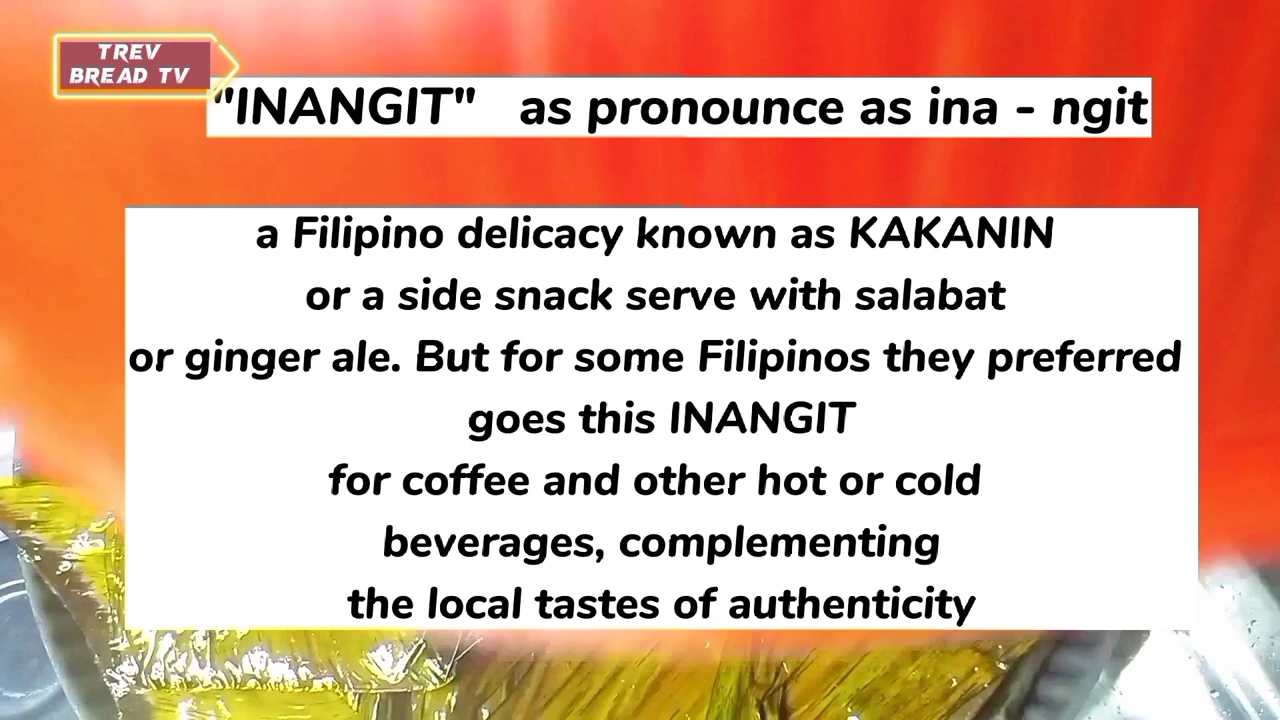 TREV
BREAD TV
"INANGIT" as pronounce as ina - ngit
a Filipino delicacy known as KAKANIN
or a side snack serve with salabat
or ginger ale. But for some Filipinos they preferred
goes this INANGIT
for coffee and other hot or cold
beverages, complementing
the local tastes of authenticity